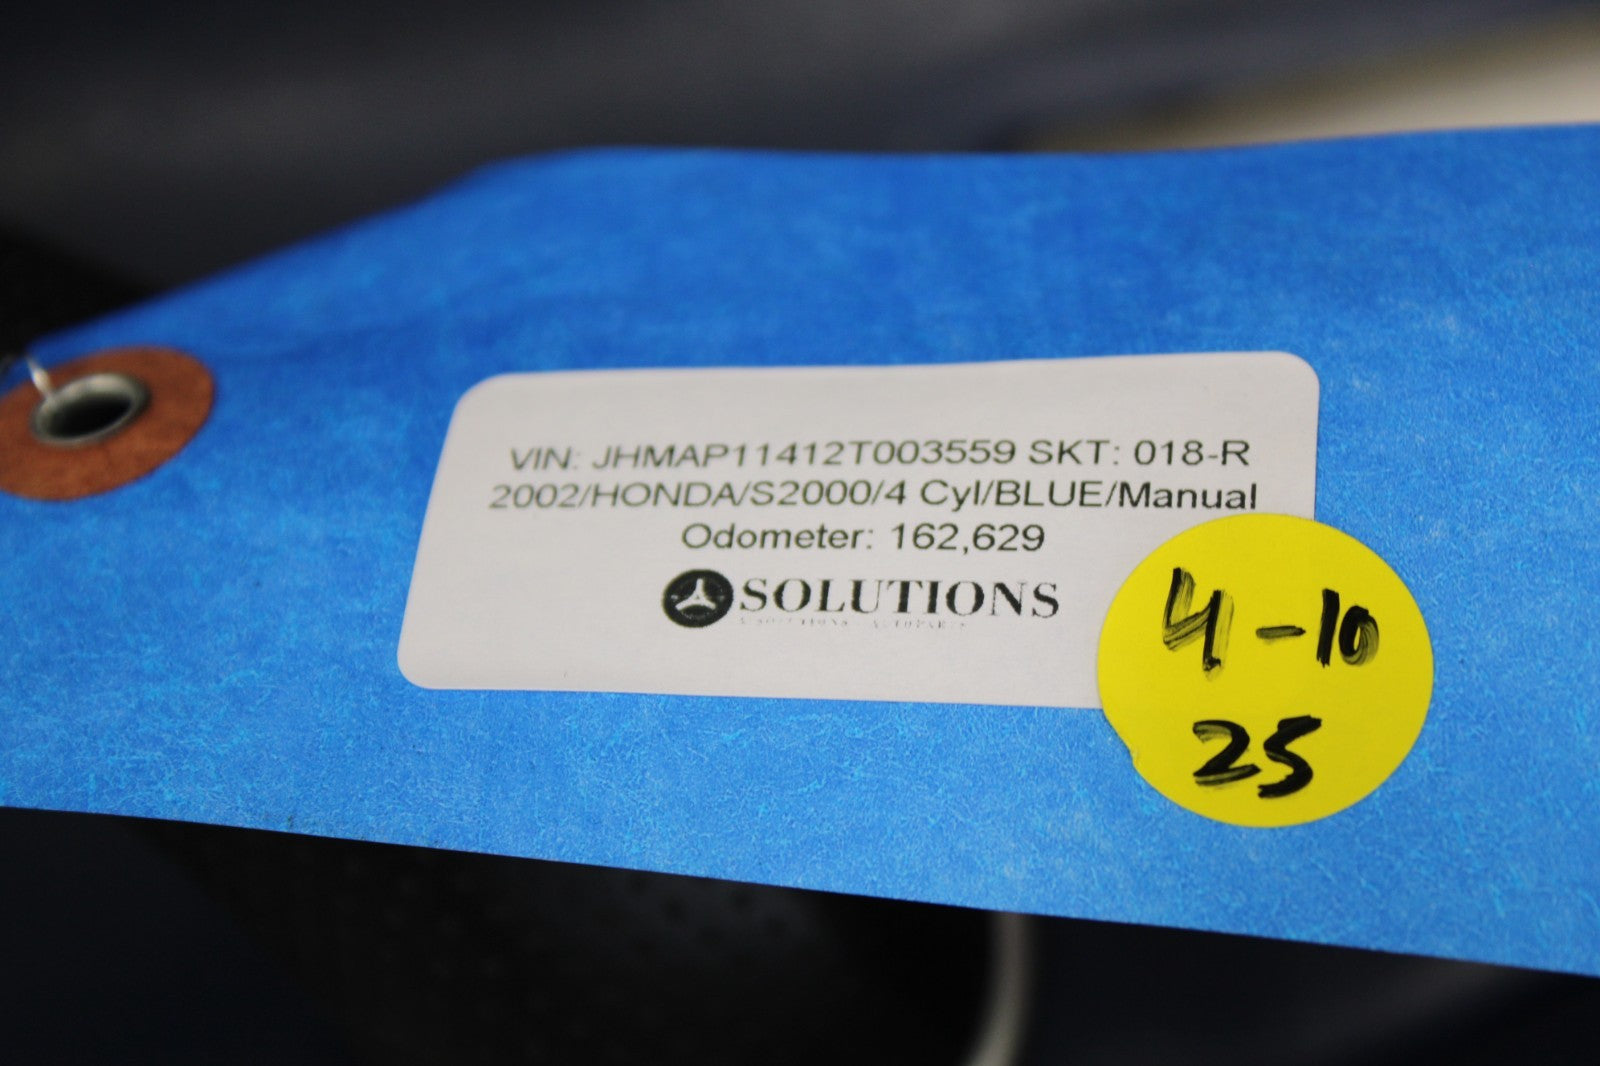 VIN: JHMAP11412T003559 SKT: 018-R
2002/HONDA/S2000/4 Cyl/BLUE/Manual
Odometer: 162,629
SOLUTIONS
4-10
25